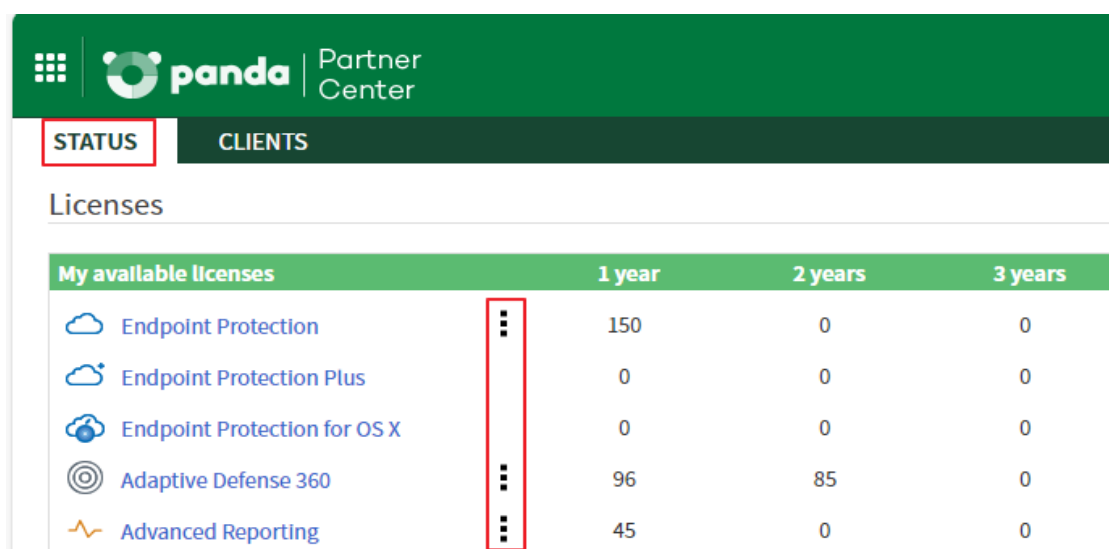 panda | Partner Center
STATUS CLIENTS
Licenses
My available licenses 1 year 2 years 3 years
Endpoint Protection 150 0 0
Endpoint Protection Plus 0 0 0
Endpoint Protection for OS X 0 0 0
Adaptive Defense 360 96 85 0
Advanced Reporting 45 0 0